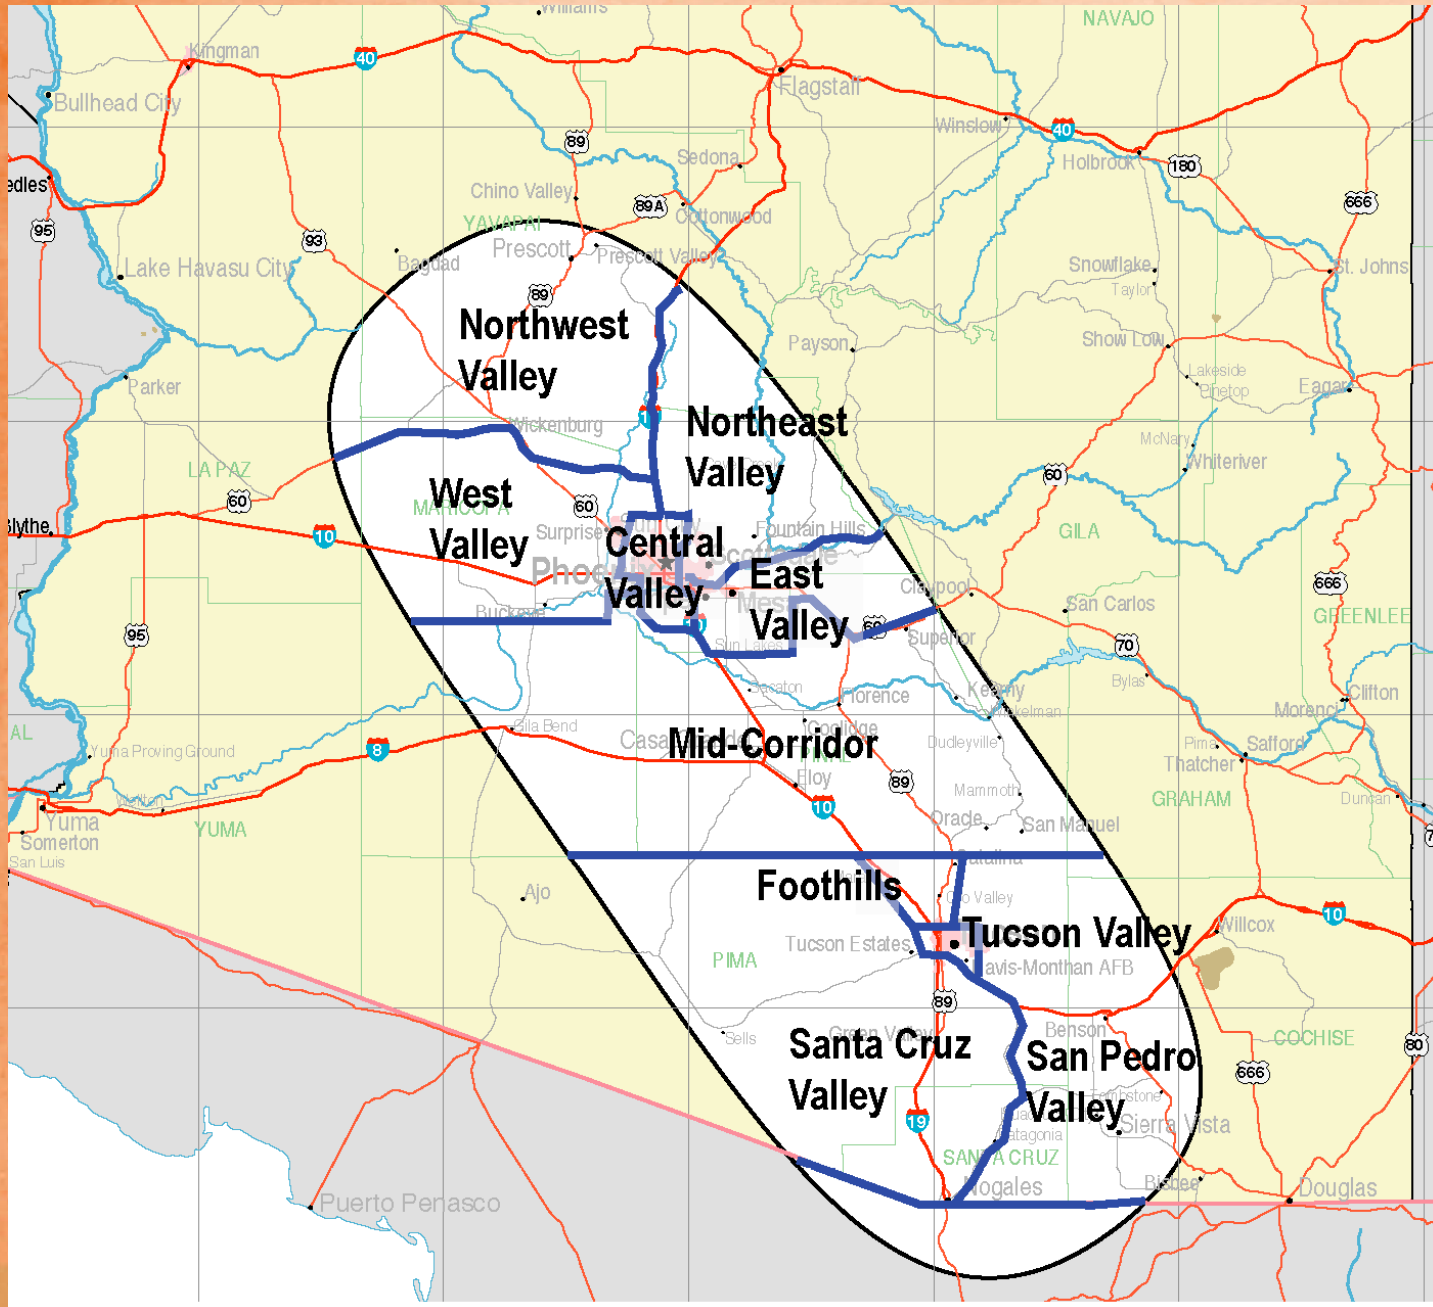 Williams
NAVAJO
Kingman
40
Flagstaff
Bullhead City
Winslow
40
89
Holbrook
180
Sedona
edles
Chino Valley
89A
666
Cottonwood
95
YAVAPAI
93
Prescott
Prescott Valley
Bagdad
Lake Havasu City
Snowflake
St. Johns
Taylor
89
Northwest
Valley
Payson
Show Low
Parker
Lakeside
Pinetop
Eagar
Wickenburg
Northeast
Valley
McNary
Whiteriver
LA PAZ
60
West
Valley
MARICOPA
60
60
Blythe
10
Surprise
Fountain Hills
GILA
Central
Valley
Scottsdale
Phoenix
East
Valley
Mesa
Claypool
666
Buckeye
San Carlos
GREENLEE
10
60
Superior
95
Sun Lakes
70
Bylas
Sacaton
Florence
Kearny
Clifton
Morenci
AL
Gila Bend
Coolidge
Dudleyville
Casa Grande
Mid-Corridor
PINAL
Pima
Safford
Thatcher
8
Yuma Proving Ground
Eloy
89
Mammoth
GRAHAM
Duncan
10
Wellton
Yuma
YUMA
Somerton
Oracle
San Manuel
San Luis
Catalina
Foothills
Ajo
Oro Valley
Willcox
10
Tucson Valley
Tucson Estates
PIMA
Davis-Monthan AFB
89
Sells
Green Valley
Benson
COCHISE
80
Santa Cruz
Valley
San Pedro
Valley
666
Tombstone
19
Sierra Vista
Patagonia
SANTA CRUZ
Nogales
Bisbee
Douglas
Puerto Penasco